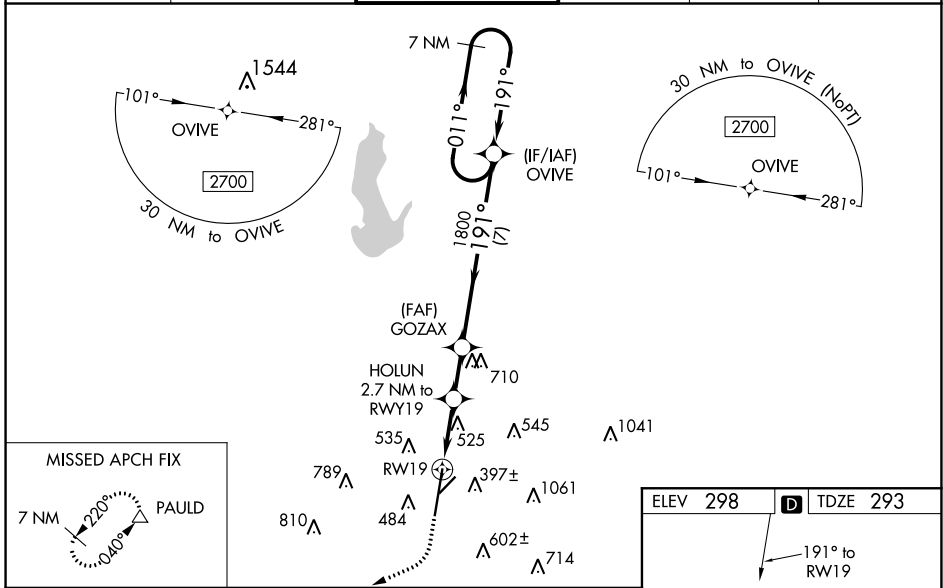 1544
101°
281°
OVIVE
2700
30 NM to OVIVE
7 NM
011°
191°
(IF/IAF)
OVIVE
1800
191°
(7)
30 NM to OVIVE (NoPT)
2700
OVIVE
101°
281°
(FAF)
GOZAX
710
HOLUN
2.7 NM to
RWY19
525
545
1041
535
RW19
789
397±
1061
484
810
602±
714
MISSED APCH FIX
7 NM
220°
040°
PAULD
ELEV 298 D TDZE 293
191° to
RW19